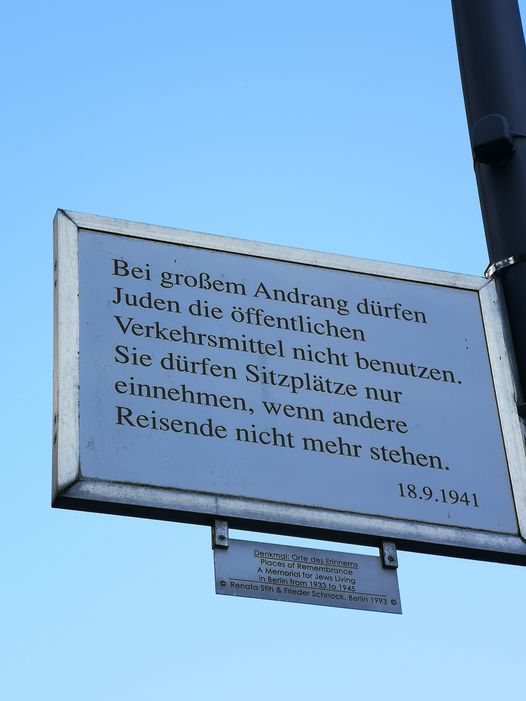 Bei großem Andrang dürfen
Juden die öffentlichen
Verkehrsmittel nicht benutzen.
Sie dürfen Sitzplätze nur
einnehmen, wenn andere
Reisende nicht mehr stehen.
18.9.1941
Denkmal: Orte des Erinnerns
Places of Remembrance
A Memorial for Jews Living
in Berlin from 1933 to 1945
© Renata Stih & Frieder Schnock, Berlin 1993 ©